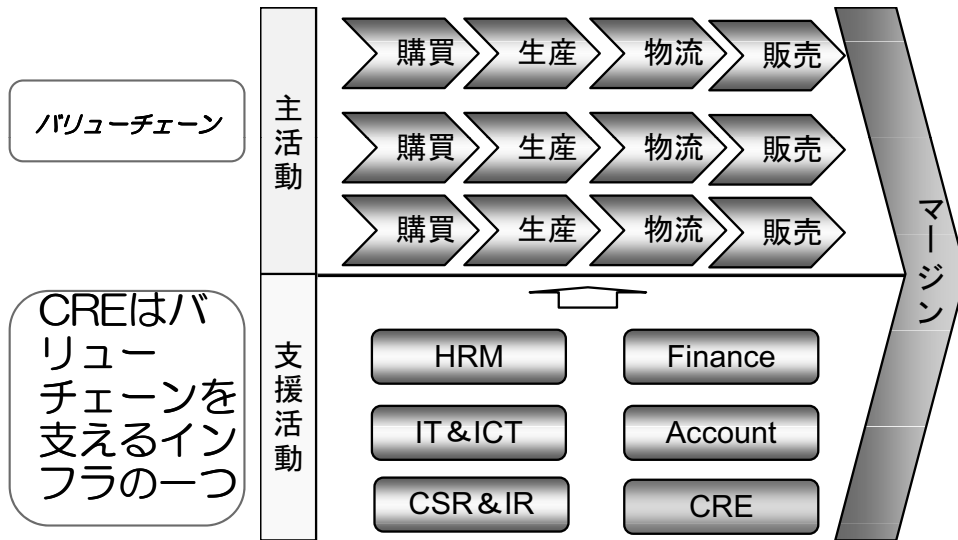 バリューチェーン
主活動
購買 生産 物流 販売
購買 生産 物流 販売
購買 生産 物流 販売
マージン
CREはバ
リュー
チェーンを
支えるイン
フラの一つ
支援活動
HRM Finance
IT&ICT Account
CSR&IR CRE